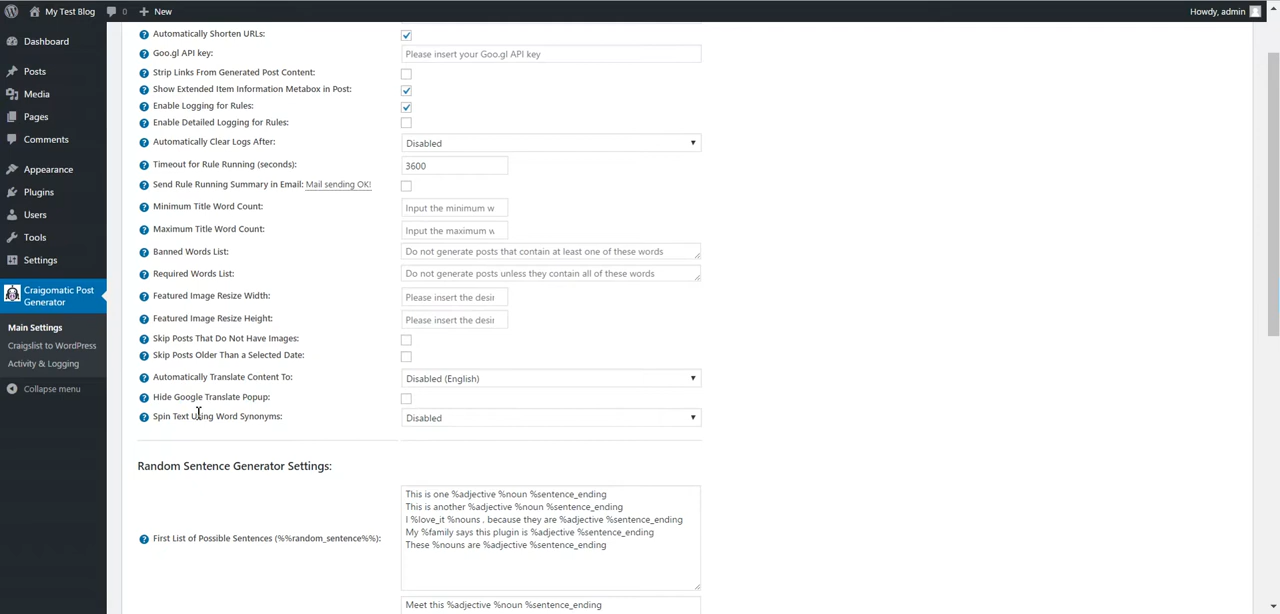 My Test Blog 0 New Howdy, admin
Dashboard
Posts
Media
Pages
Comments
Appearance
Plugins
Users
Tools
Settings
Craigomatic Post
Generator
Main Settings
Craigslist to WordPress
Activity & Logging
Collapse menu
Automatically Shorten URLs:
Goo.gl API key: Please insert your Goo.gl API key
Strip Links From Generated Post Content:
Show Extended Item Information Metabox in Post:
Enable Logging for Rules:
Enable Detailed Logging for Rules:
Automatically Clear Logs After: Disabled
Timeout for Rule Running (seconds): 3600
Send Rule Running Summary in Email: Mail sending OK!
Minimum Title Word Count: Input the minimum w
Maximum Title Word Count: Input the maximum w
Banned Words List: Do not generate posts that contain at least one of these words
Required Words List: Do not generate posts unless they contain all of these words
Featured Image Resize Width: Please insert the desir
Featured Image Resize Height: Please insert the desir
Skip Posts That Do Not Have Images:
Skip Posts Older Than a Selected Date:
Automatically Translate Content To: Disabled (English)
Hide Google Translate Popup:
Spin Text Using Word Synonyms: Disabled
Random Sentence Generator Settings:
First List of Possible Sentences (%%random_sentence%%):
This is one %adjective %noun %sentence_ending
This is another %adjective %noun %sentence_ending
I %love_it %nouns , because they are %adjective %sentence_ending
My %family says this plugin is %adjective %sentence_ending
These %nouns are %adjective %sentence_ending
Meet this %adjective %noun %sentence_ending